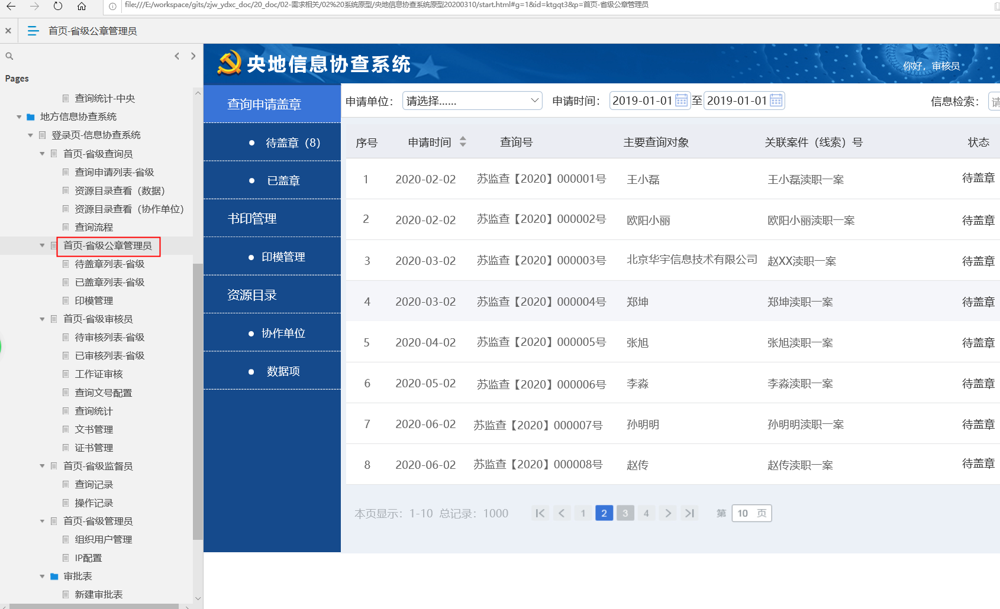 file:///E:/workspace/gits/zjw_ydxc_doc/20_doc/02-需求相关/02%20系统原型/央地信息协查系统原型20200310/start.html#g=1&id=ktgqt3&p=首页-省级公章管理员
首页-省级公章管理员
Pages
查询统计-中央
地方信息协查系统
登录页-信息协查系统
首页-省级查询员
查询申请列表-省级
资源目录查看（数据）
资源目录查看（协作单位）
查询流程
首页-省级公章管理员
待盖章列表-省级
已盖章列表-省级
印模管理
首页-省级审核员
待审核列表-省级
已审核列表-省级
工作证审核
查询文号配置
查询统计
文书管理
证书管理
首页-省级监督员
查询记录
操作记录
首页-省级管理员
组织用户管理
IP配置
审批表
新建审批表
央地信息协查系统
你好，审核员
查询申请盖章
待盖章（8）
已盖章
书印管理
印模管理
资源目录
协作单位
数据项
申请单位： 请选择...... 申请时间： 2019-01-01 至 2019-01-01 信息检索： 请
序号 申请时间 查询号 主要查询对象 关联案件（线索）号 状态
1 2020-02-02 苏监查【2020】000001号 王小磊 王小磊渎职一案 待盖章
2 2020-02-02 苏监查【2020】000002号 欧阳小丽 欧阳小丽渎职一案 待盖章
3 2020-03-02 苏监查【2020】000003号 北京华宇信息技术有限公司 赵XX渎职一案 待盖章
4 2020-03-02 苏监查【2020】000004号 郑坤 郑坤渎职一案 待盖章
5 2020-04-02 苏监查【2020】000005号 张旭 张旭渎职一案 待盖章
6 2020-05-02 苏监查【2020】000006号 李淼 李淼渎职一案 待盖章
7 2020-06-02 苏监查【2020】000007号 孙明明 孙明明渎职一案 待盖章
8 2020-06-02 苏监查【2020】000008号 赵传 赵传渎职一案 待盖章
本页显示：1-10 总记录：1000 1 2 3 4 第 10 页